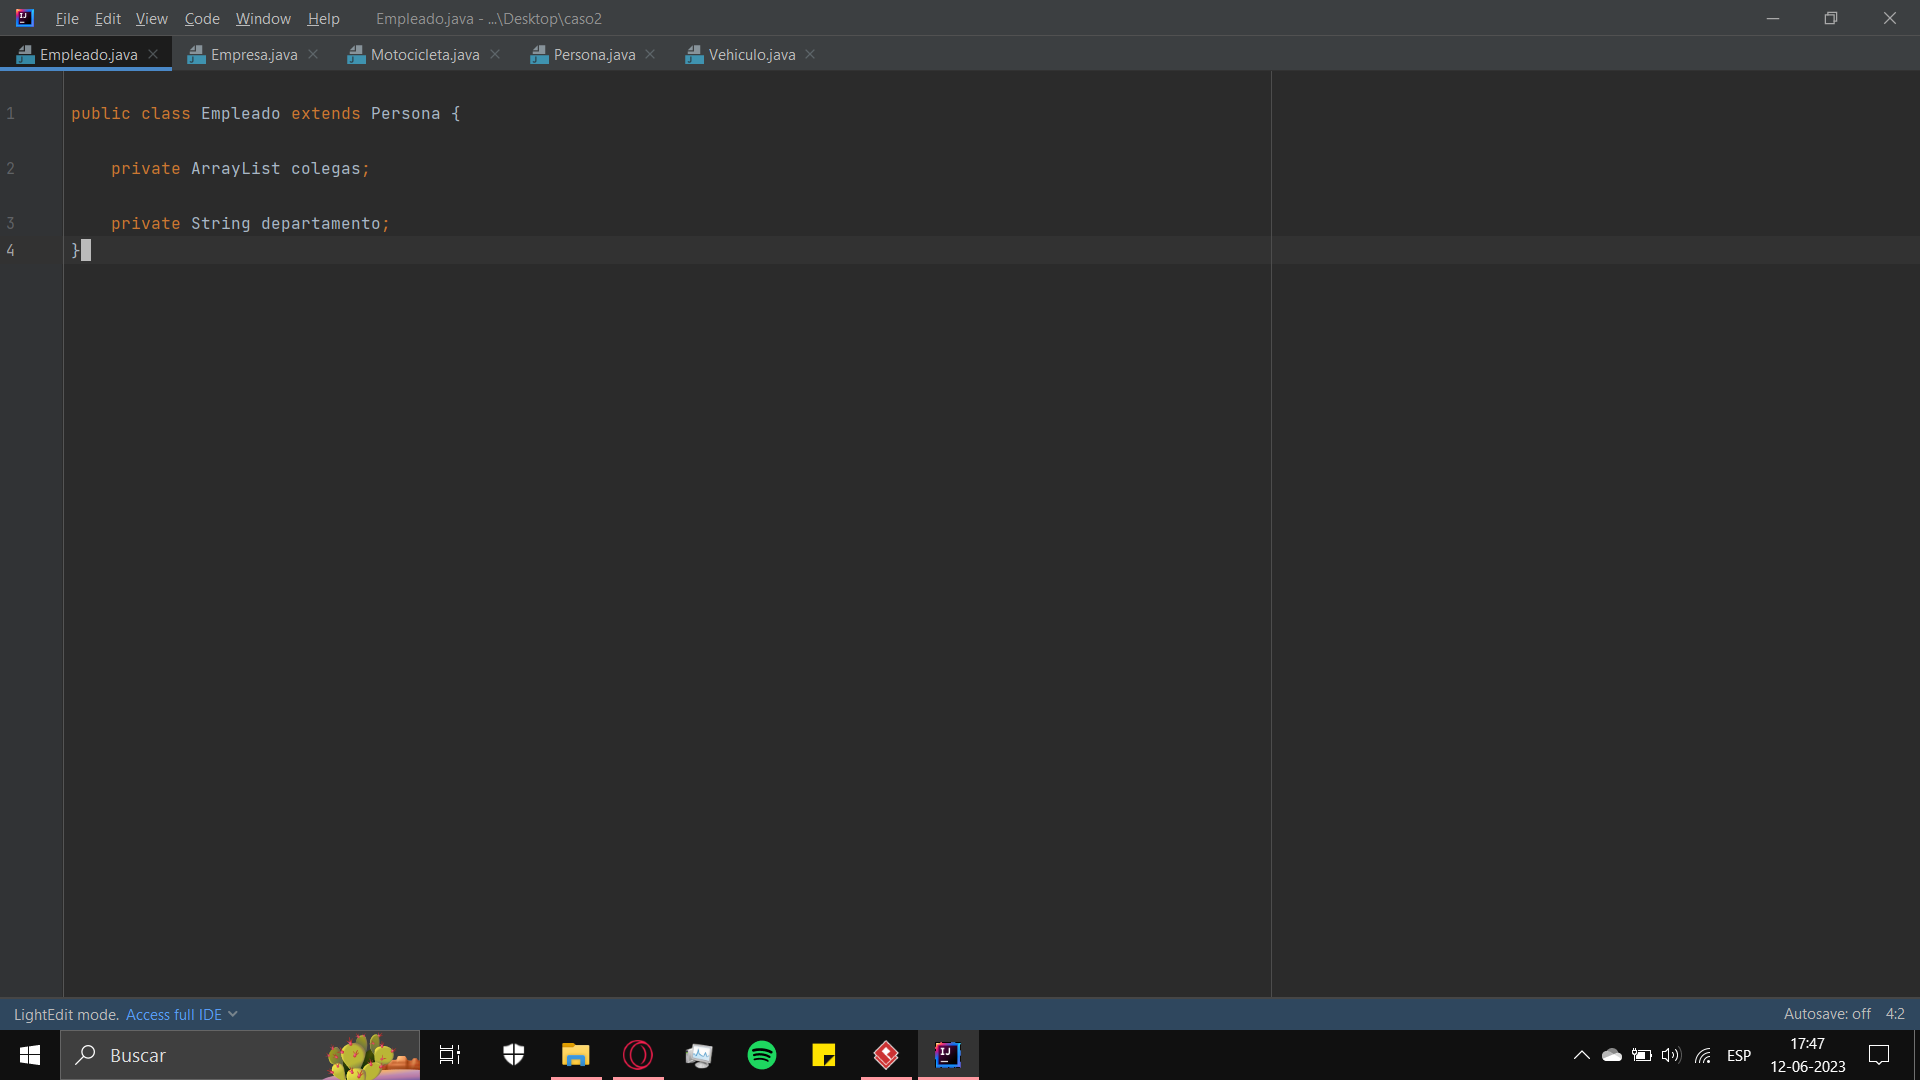 File Edit View Code Window Help Empleado.java - ...\Desktop\caso2
Empleado.java Empresa.java Motocicleta.java Persona.java Vehiculo.java
1 public class Empleado extends Persona {
2 private ArrayList colegas;
3 private String departamento;
4 }
LightEdit mode. Access full IDE Autosave: off 4:2
Buscar ESP 17:47
12-06-2023